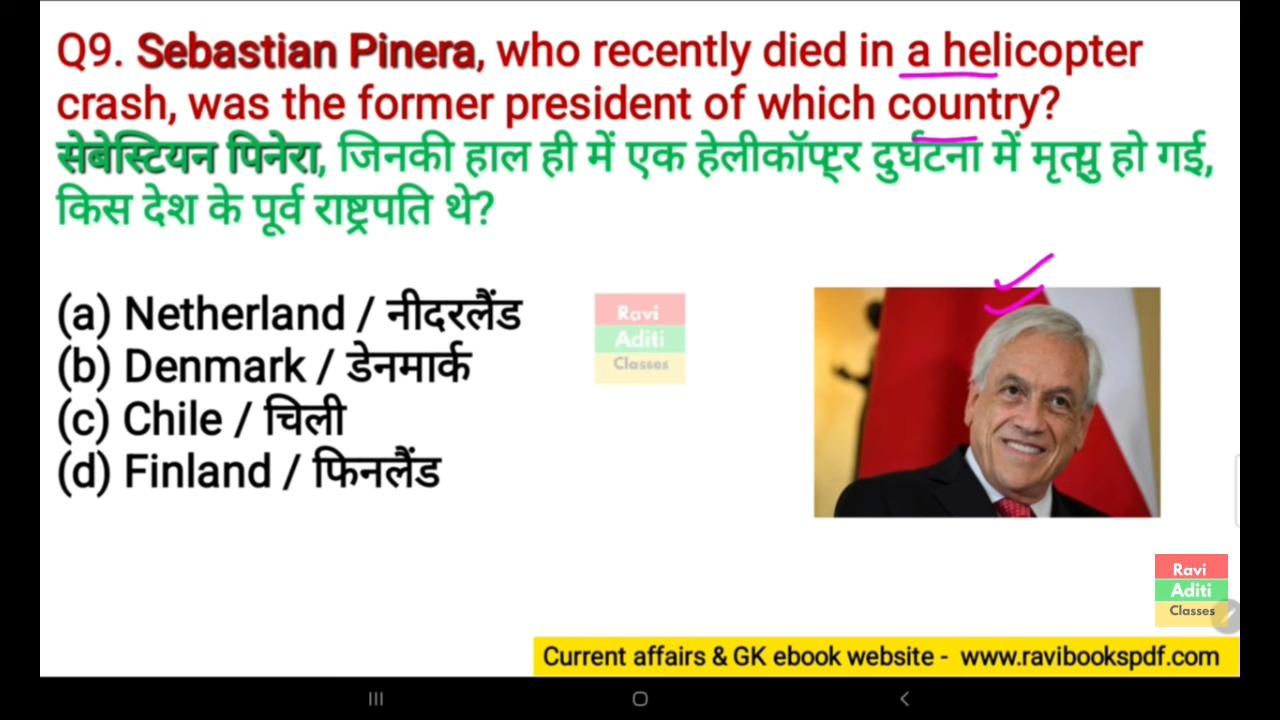 Q9. Sebastian Pinera, who recently died in a helicopter
crash, was the former president of which country?
सेबेस्टियन पिनेरा, जिनकी हाल ही में एक हेलीकॉप्ट्र दुर्घटना में मृत्यु हो गई,
किस देश के पूर्व राष्ट्रपति थे?
(a) Netherland / नीदरलैंड
(b) Denmark / डेनमार्क
(c) Chile / चिली
(d) Finland / फिनलैंड
Ravi
Aditi
Classes
Ravi
Aditi
Classes
Current affairs & GK ebook website - www.ravibookspdf.com